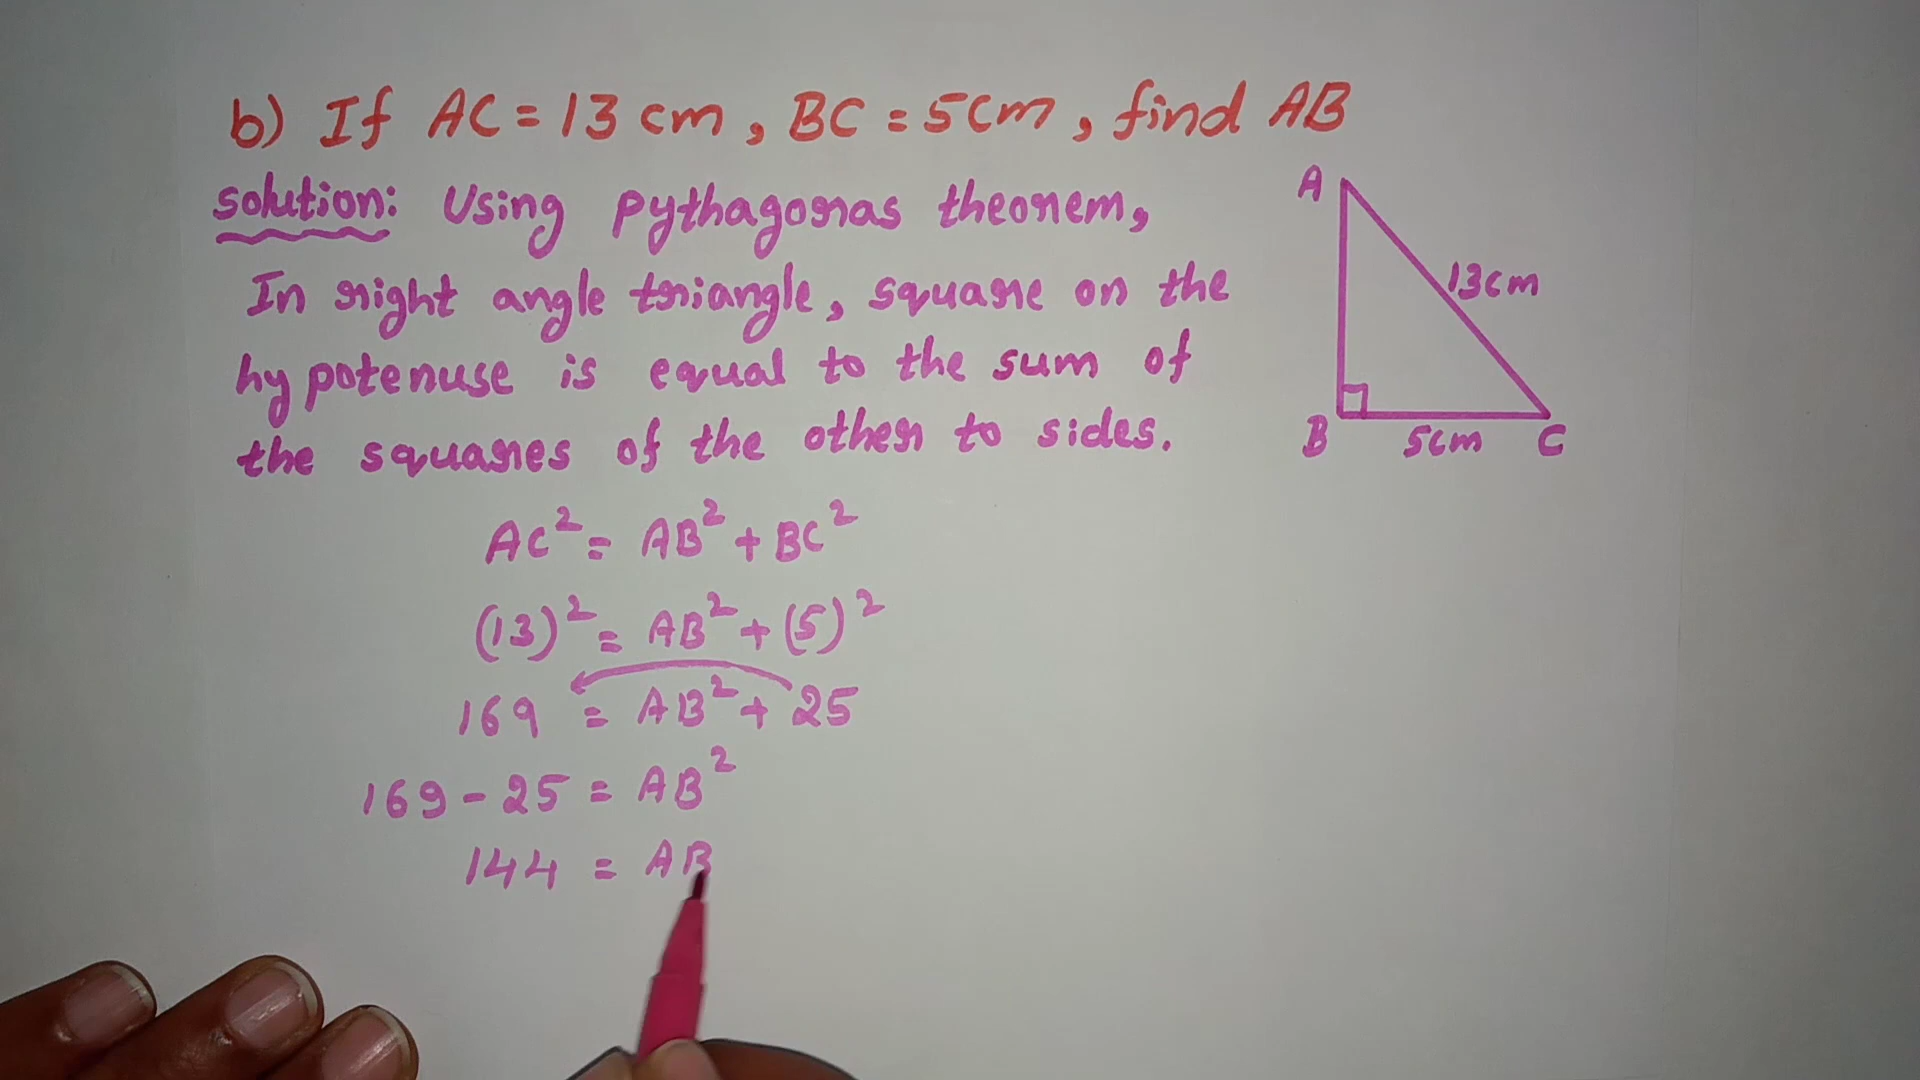 b) If AC = 13 cm, BC = 5cm, find AB
Solution: Using Pythagoras theorem,
In right angle triangle, square on the
hypotenuse is equal to the sum of
the squares of the other to sides.
AC² = AB² + BC²
(13)² = AB² + (5)²
169 = AB² + 25
169 - 25 = AB²
144 = AB
A
13cm
B 5cm C